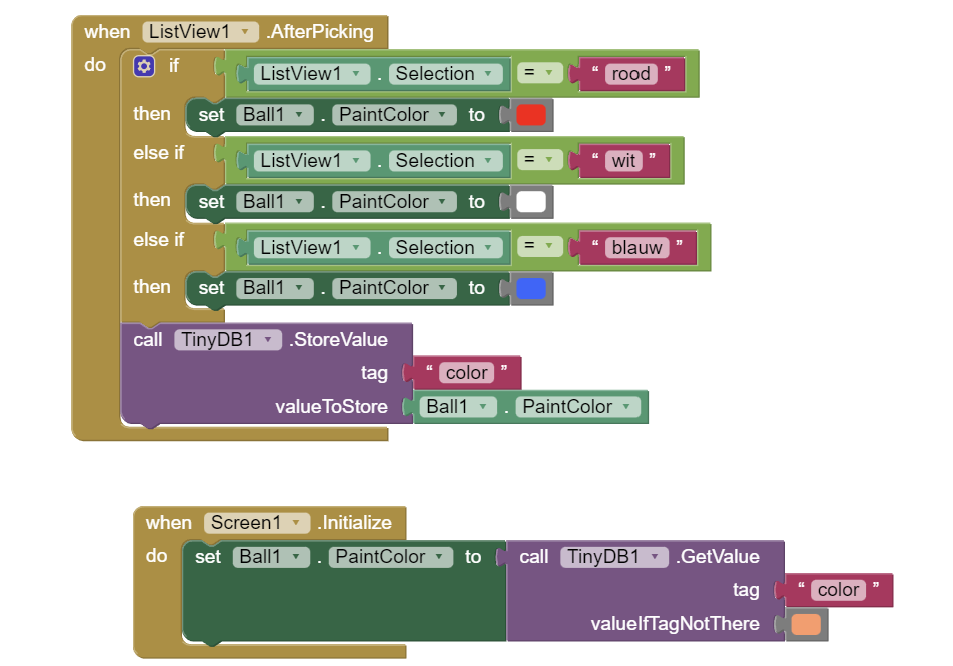 when ListView1 .AfterPicking
do if ListView1 . Selection = “ rood ”
then set Ball1 . PaintColor to
else if ListView1 . Selection = “ wit ”
then set Ball1 . PaintColor to
else if ListView1 . Selection = “ blauw ”
then set Ball1 . PaintColor to
call TinyDB1 .StoreValue
tag “ color ”
valueToStore Ball1 . PaintColor
when Screen1 .Initialize
do set Ball1 . PaintColor to call TinyDB1 .GetValue
tag “ color ”
valueIfTagNotThere